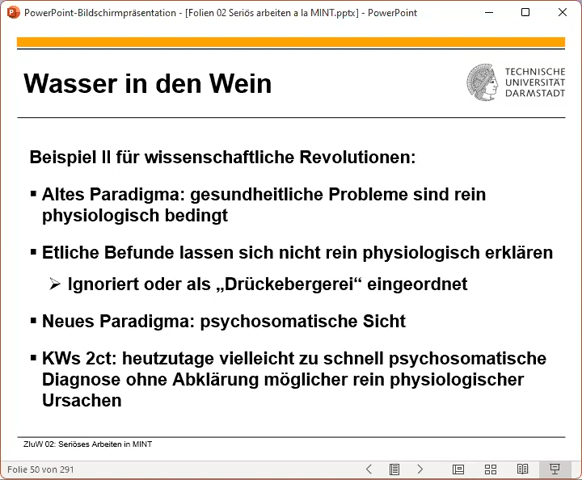 PowerPoint-Bildschirmpräsentation - [Folien 02 Seriös arbeiten a la MINT.pptx] - PowerPoint
Wasser in den Wein
TECHNISCHE
UNIVERSITÄT
DARMSTADT
Beispiel II für wissenschaftliche Revolutionen:
▪ Altes Paradigma: gesundheitliche Probleme sind rein
physiologisch bedingt
▪ Etliche Befunde lassen sich nicht rein physiologisch erklären
➢ Ignoriert oder als „Drückebergerei“ eingeordnet
▪ Neues Paradigma: psychosomatische Sicht
▪ KWs 2ct: heutzutage vielleicht zu schnell psychosomatische
Diagnose ohne Abklärung möglicher rein physiologischer
Ursachen
ZIuW 02: Seriöses Arbeiten in MINT
Folie 50 von 291